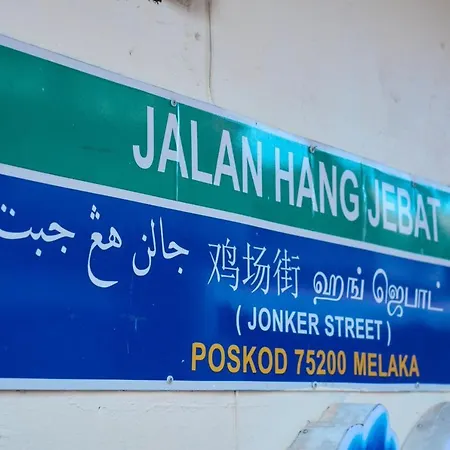 JALAN HANG JEBAT
جالن هڠ جبت 鸡场街 ஹங் ஜெபாட்
( JONKER STREET )
POSKOD 75200 MELAKA